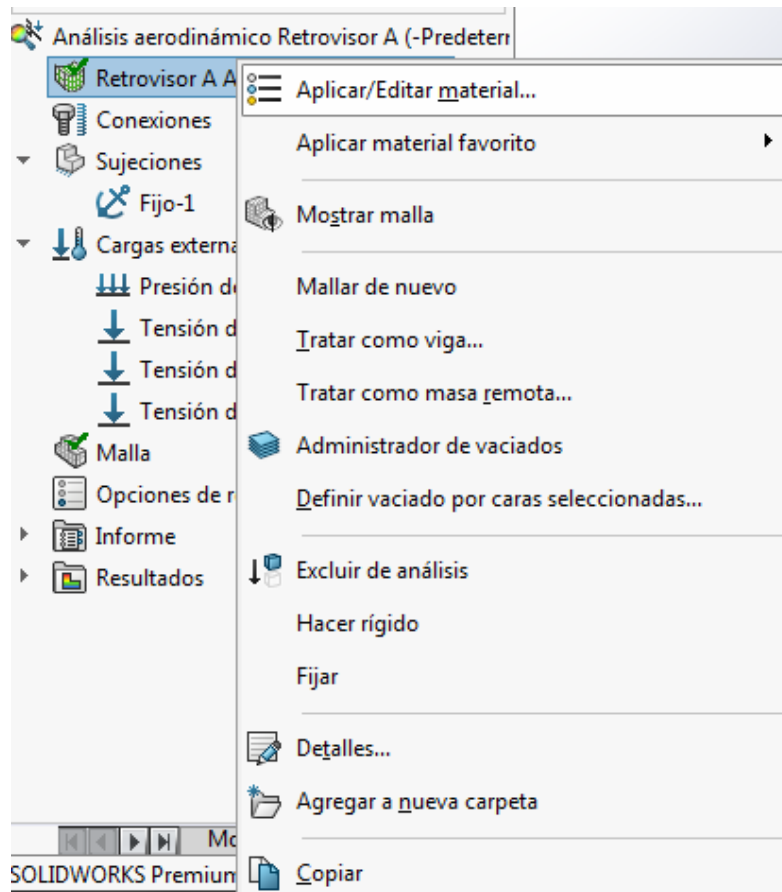 Análisis aerodinámico Retrovisor A (-Predeterr
Retrovisor A A
Conexiones
Sujeciones
Fijo-1
Cargas externa
Presión d
Tensión d
Tensión d
Tensión d
Malla
Opciones de r
Informe
Resultados
Mo
SOLIDWORKS Premium
Aplicar/Editar material...
Aplicar material favorito
Mostrar malla
Mallar de nuevo
Tratar como viga...
Tratar como masa remota...
Administrador de vaciados
Definir vaciado por caras seleccionadas...
Excluir de análisis
Hacer rígido
Fijar
Detalles...
Agregar a nueva carpeta
Copiar